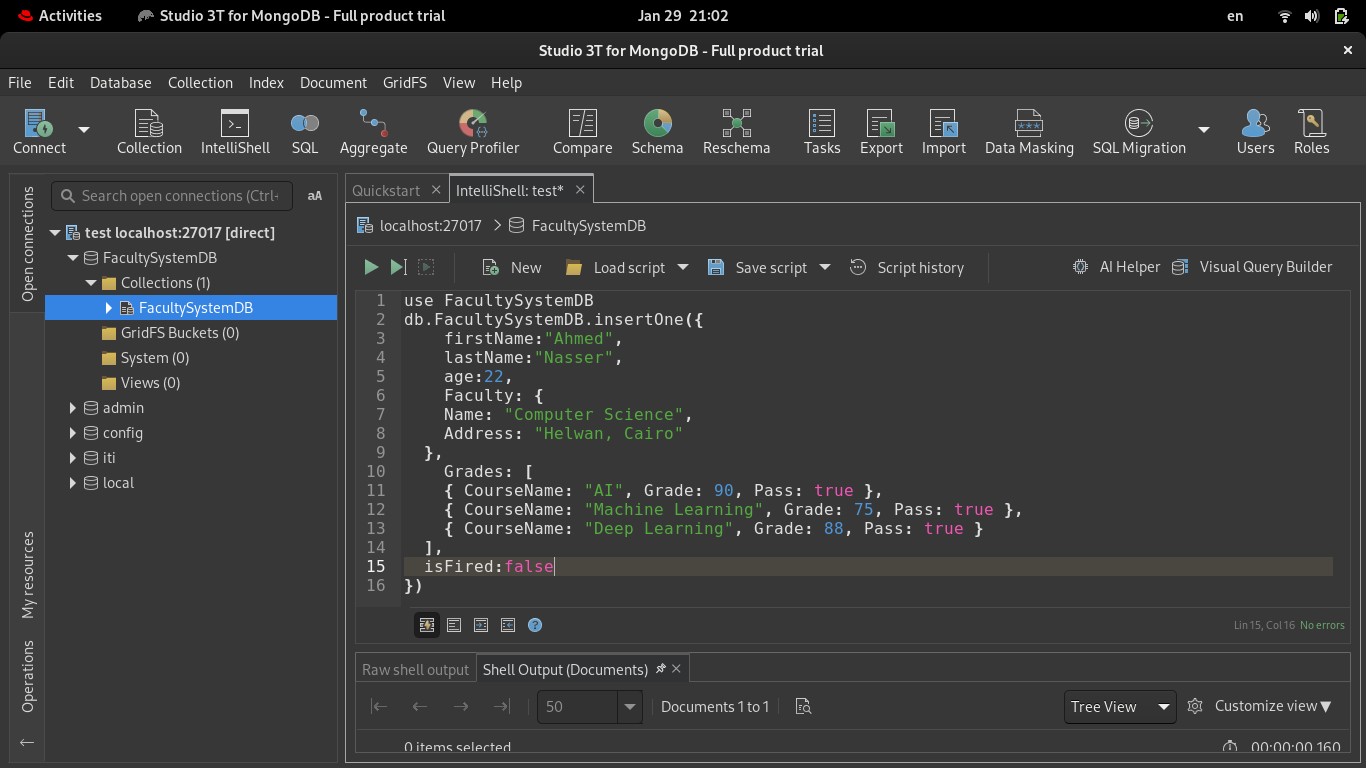 Activities
Studio 3T for MongoDB - Full product trial
Jan 29 21:02
en
Studio 3T for MongoDB - Full product trial
File Edit Database Collection Index Document GridFS View Help
Connect Collection IntelliShell SQL Aggregate Query Profiler Compare Schema Reschema Tasks Export Import Data Masking SQL Migration Users Roles
Open connections
My resources
Operations
Search open connections (Ctrl+
aA
test localhost:27017 [direct]
FacultySystemDB
Collections (1)
FacultySystemDB
GridFS Buckets (0)
System (0)
Views (0)
admin
config
iti
local
Quickstart
IntelliShell: test*
localhost:27017
FacultySystemDB
New
Load script
Save script
Script history
AI Helper
Visual Query Builder
1 use FacultySystemDB
2 db.FacultySystemDB.insertOne({
3 firstName:"Ahmed",
4 lastName:"Nasser",
5 age:22,
6 Faculty: {
7 Name: "Computer Science",
8 Address: "Helwan, Cairo"
9 },
10 Grades: [
11 { CourseName: "AI", Grade: 90, Pass: true },
12 { CourseName: "Machine Learning", Grade: 75, Pass: true },
13 { CourseName: "Deep Learning", Grade: 88, Pass: true }
14 ],
15 isFired:false
16 })
Lin 15, Col 16 No errors
Raw shell output
Shell Output (Documents)
50
Documents 1 to 1
Tree View
Customize view
0 items selected
00:00:00.160